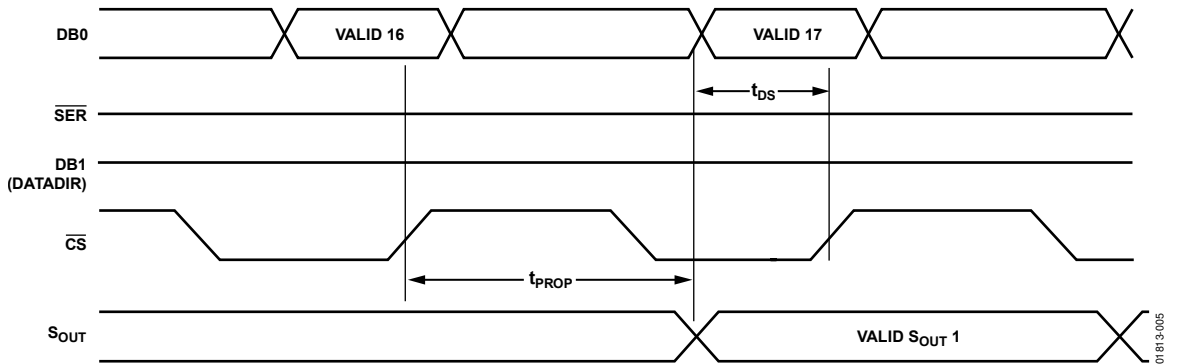 DB0
VALID 16
VALID 17
tDS
SER
DB1
(DATADIR)
CS
tPROP
SOUT
VALID SOUT 1
01813-005